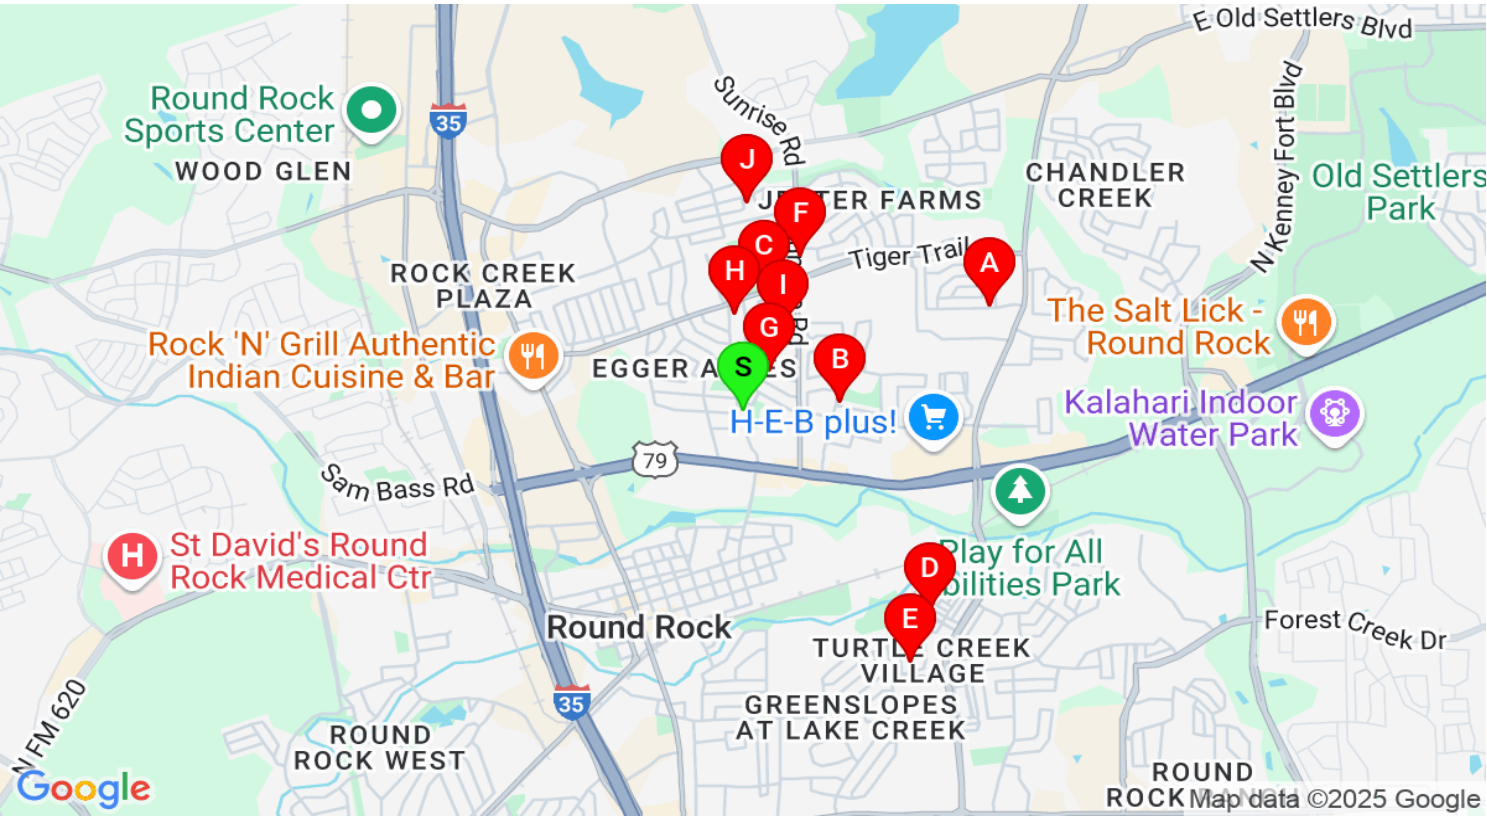 E Old Settlers Blvd
Round Rock
Sports Center
35
WOOD GLEN
Sunrise Rd
J
N Kenney Fort Blvd
CHANDLER
CREEK
Old Settlers
Park
FARMS
F
C
Tiger Trail
A
H
I
ROCK CREEK
PLAZA
Rd
The Salt Lick -
Round Rock
G
Rock 'N' Grill Authentic
Indian Cuisine & Bar
EGGER
S
B
H-E-B plus!
Kalahari Indoor
Water Park
79
Sam Bass Rd
H
St David's Round
Rock Medical Ctr
Play for All
Park
D
E
Round Rock
TURTLE CREEK
VILLAGE
Forest Creek Dr
GREENSLOPES
AT LAKE CREEK
35
N FM 620
ROUND
ROCK WEST
ROUND
ROCK
Google
Map data ©2025 Google